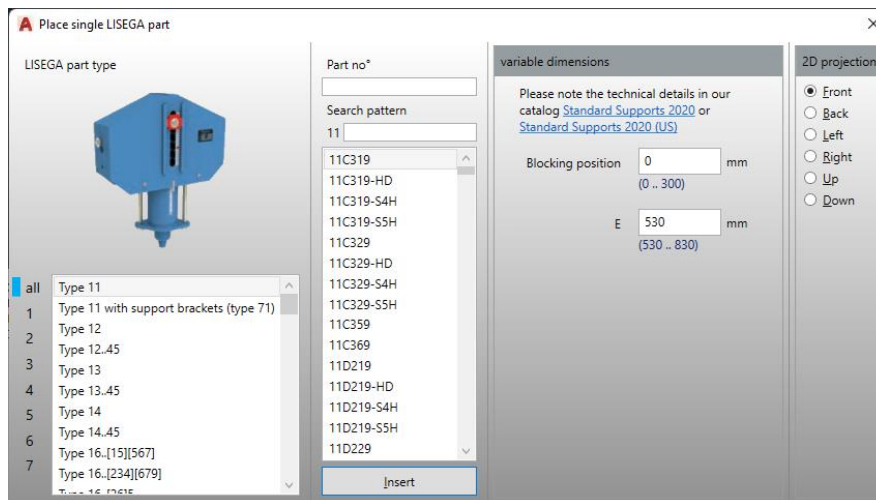 Place single LISEGA part
LISEGA part type
all
1
2
3
4
5
6
7
Type 11
Type 11 with support brackets (type 71)
Type 12
Type 12..45
Type 13
Type 13..45
Type 14
Type 14..45
Type 16..[15][567]
Type 16..[234][679]
Part no°
Search pattern
11
11C319
11C319-HD
11C319-S4H
11C319-S5H
11C329
11C329-HD
11C329-S4H
11C329-S5H
11C359
11C369
11D219
11D219-HD
11D219-S4H
11D219-S5H
11D229
Insert
variable dimensions
Please note the technical details in our
catalog Standard Supports 2020 or
Standard Supports 2020 (US)
Blocking position 0 mm
(0 .. 300)
E 530 mm
(530 .. 830)
2D projection
Front
Back
Left
Right
Up
Down